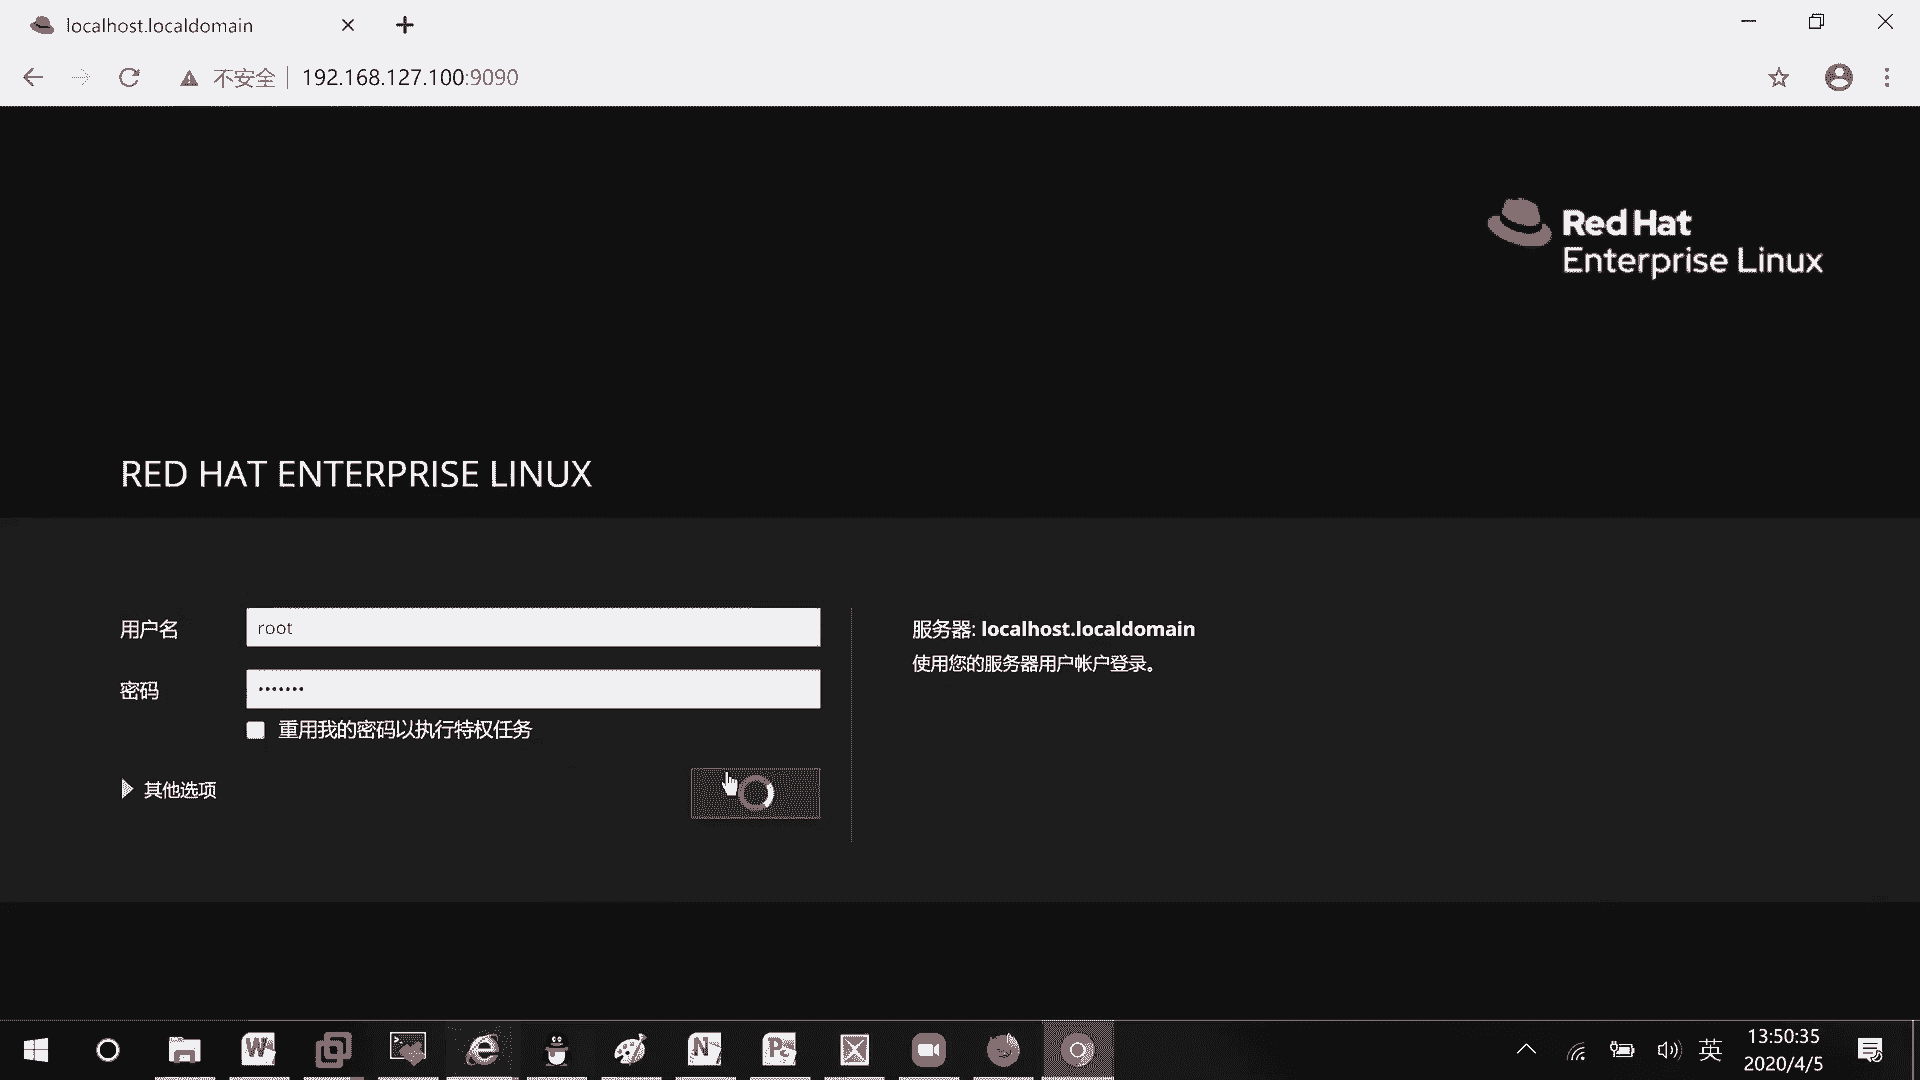 localhost.localdomain
不安全
192.168.127.100:9090
Red Hat
Enterprise Linux
RED HAT ENTERPRISE LINUX
用户名
root
密码
•••••••
重用我的密码以执行特权任务
其他选项
服务器: localhost.localdomain
使用您的服务器用户帐户登录。
英
13:50:35
2020/4/5